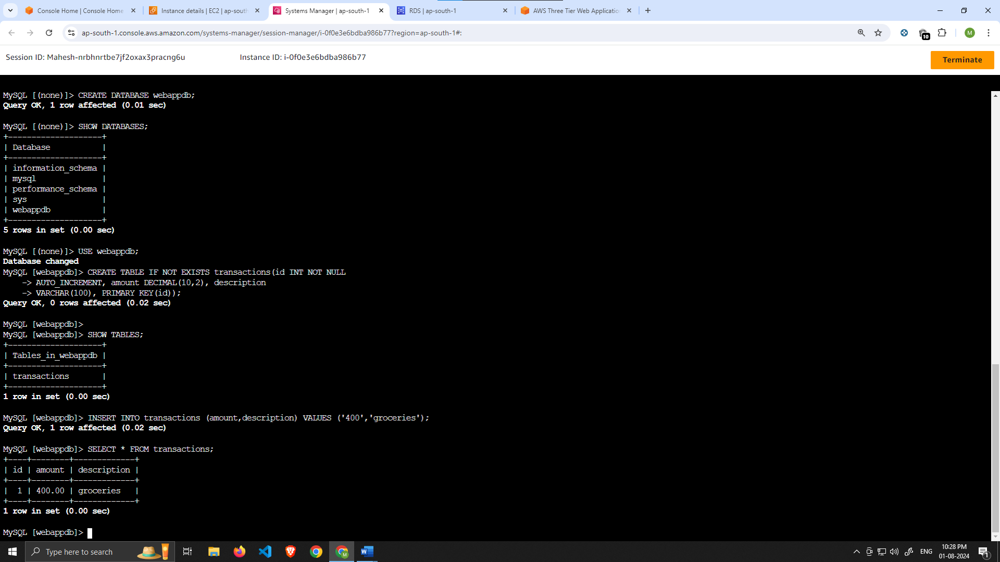 Console Home | Console Home
Instance details | EC2 | ap-south
Systems Manager | ap-south-1
RDS | ap-south-1
AWS Three Tier Web Applicatio
ap-south-1.console.aws.amazon.com/systems-manager/session-manager/i-0f0e3e6bdba986b77?region=ap-south-1#:
10
M
Session ID: Mahesh-nrbhnrtbe7jf2oxax3pracng6u
Instance ID: i-0f0e3e6bdba986b77
Terminate
MySQL [(none)]> CREATE DATABASE webappdb;
Query OK, 1 row affected (0.01 sec)
MySQL [(none)]> SHOW DATABASES;
+--------------------+
| Database           |
+--------------------+
| information_schema |
| mysql              |
| performance_schema |
| sys                |
| webappdb           |
+--------------------+
5 rows in set (0.00 sec)
MySQL [(none)]> USE webappdb;
Database changed
MySQL [webappdb]> CREATE TABLE IF NOT EXISTS transactions(id INT NOT NULL
    -> AUTO_INCREMENT, amount DECIMAL(10,2), description
    -> VARCHAR(100), PRIMARY KEY(id));
Query OK, 0 rows affected (0.02 sec)
MySQL [webappdb]>
MySQL [webappdb]> SHOW TABLES;
+--------------------+
| Tables_in_webappdb |
+--------------------+
| transactions       |
+--------------------+
1 row in set (0.00 sec)
MySQL [webappdb]> INSERT INTO transactions (amount,description) VALUES ('400','groceries');
Query OK, 1 row affected (0.02 sec)
MySQL [webappdb]> SELECT * FROM transactions;
+----+--------+-------------+
| id | amount | description |
+----+--------+-------------+
|  1 | 400.00 | groceries   |
+----+--------+-------------+
1 row in set (0.00 sec)
MySQL [webappdb]>
Type here to search
M
W
ENG
10:28 PM
01-08-2024
1